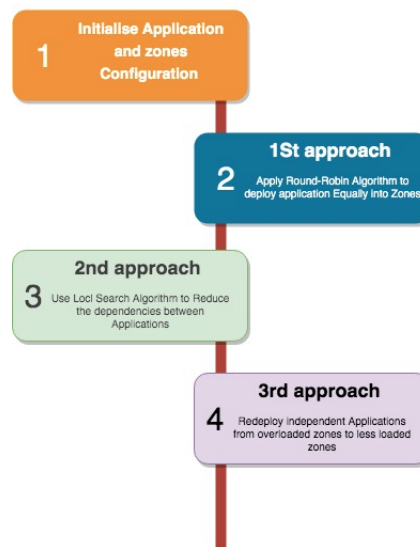 1
Initialise Application
and zones
Configuration
1St approach
2
Apply Round-Robin Algorithm to
deploy application Equally into Zones
2nd approach
3
Use Locl Search Algorithm to Reduce
the dependencies between
Applications
3rd approach
4
Redeploy independent Applications
from overloaded zones to less loaded
zones